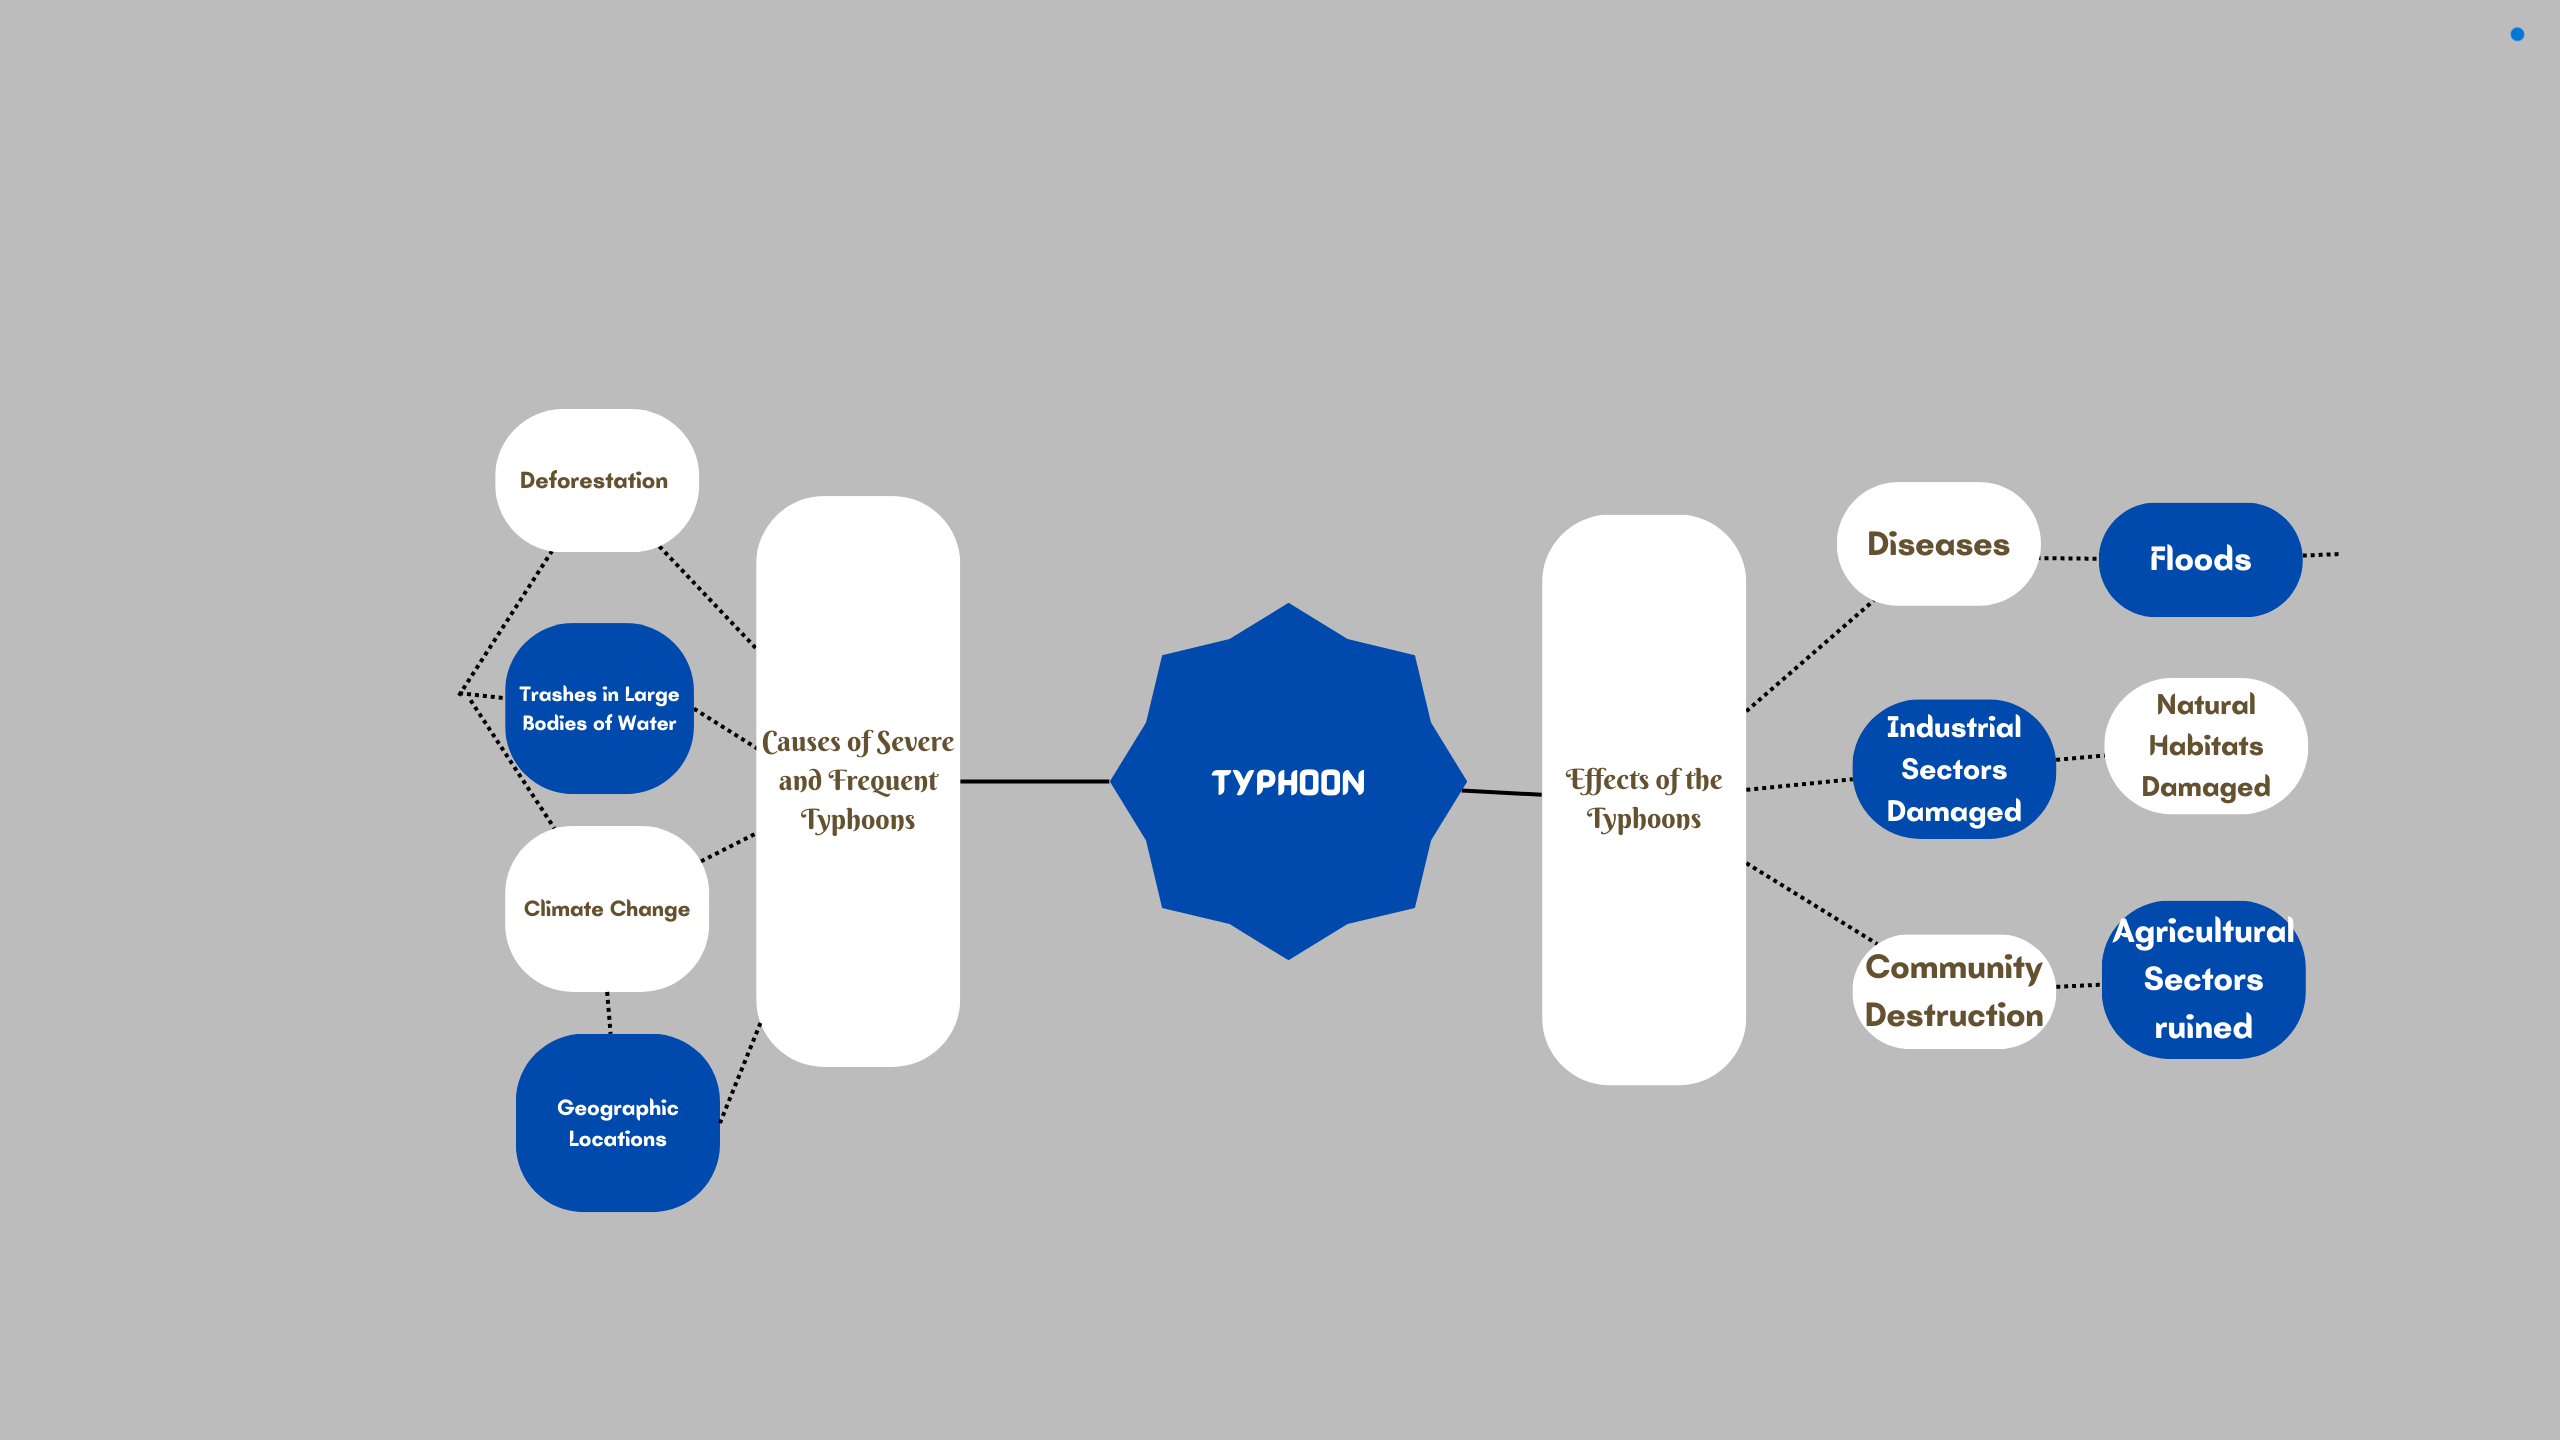 Deforestation
Trashes in Large
Bodies of Water
Climate Change
Geographic
Locations
Causes of Severe
and Frequent
Typhoons
TYPHOON
Effects of the
Typhoons
Diseases
Floods
Industrial
Sectors
Damaged
Natural
Habitats
Damaged
Community
Destruction
Agricultural
Sectors
ruined